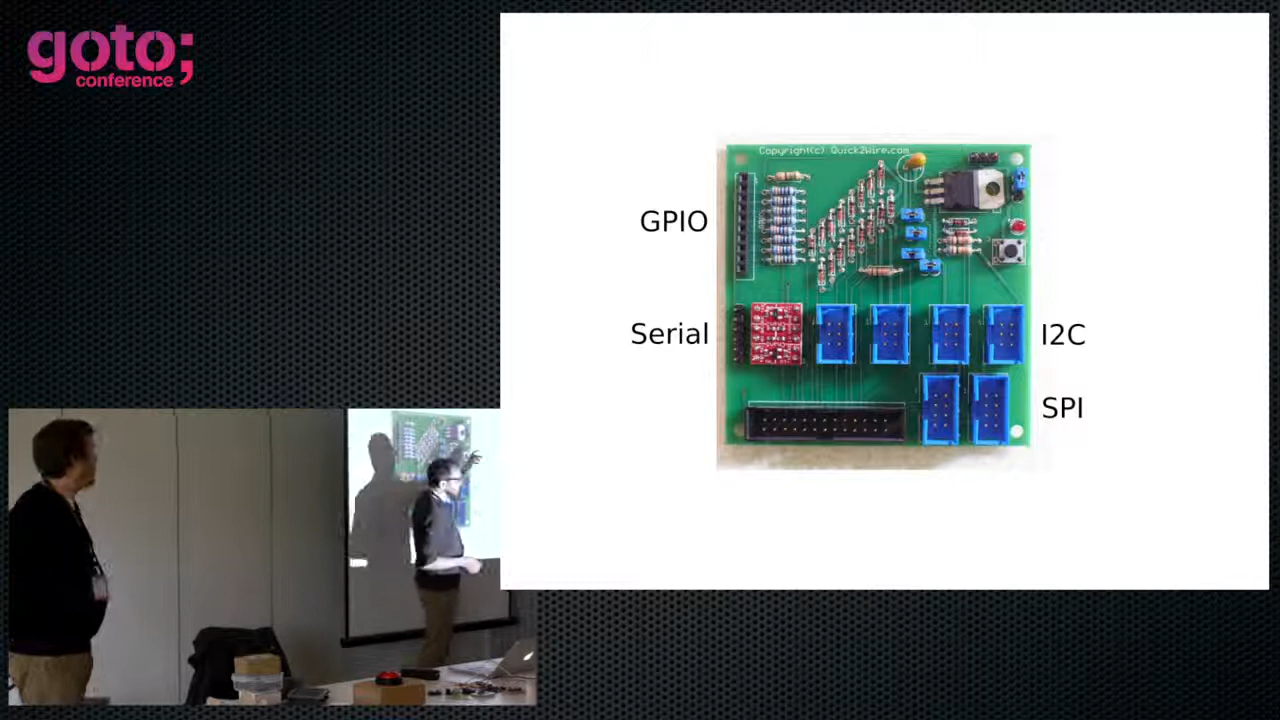 goto;
conference
Copyright(c) Quick2Wire.com
GPIO
Serial
I2C
SPI